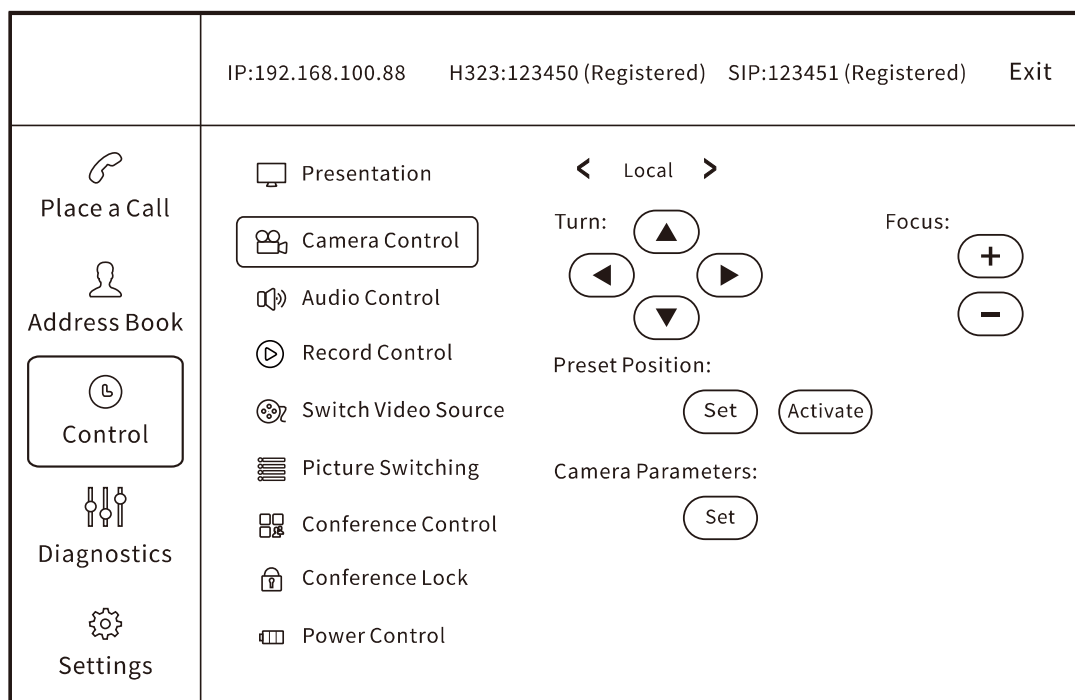 IP:192.168.100.88 H323:123450 (Registered) SIP:123451 (Registered) Exit
Place a Call
Address Book
Control
Diagnostics
Settings
Presentation
Camera Control
Audio Control
Record Control
Switch Video Source
Picture Switching
Conference Control
Conference Lock
Power Control
< Local >
Turn:
Focus:
+
−
Preset Position:
Set Activate
Camera Parameters:
Set